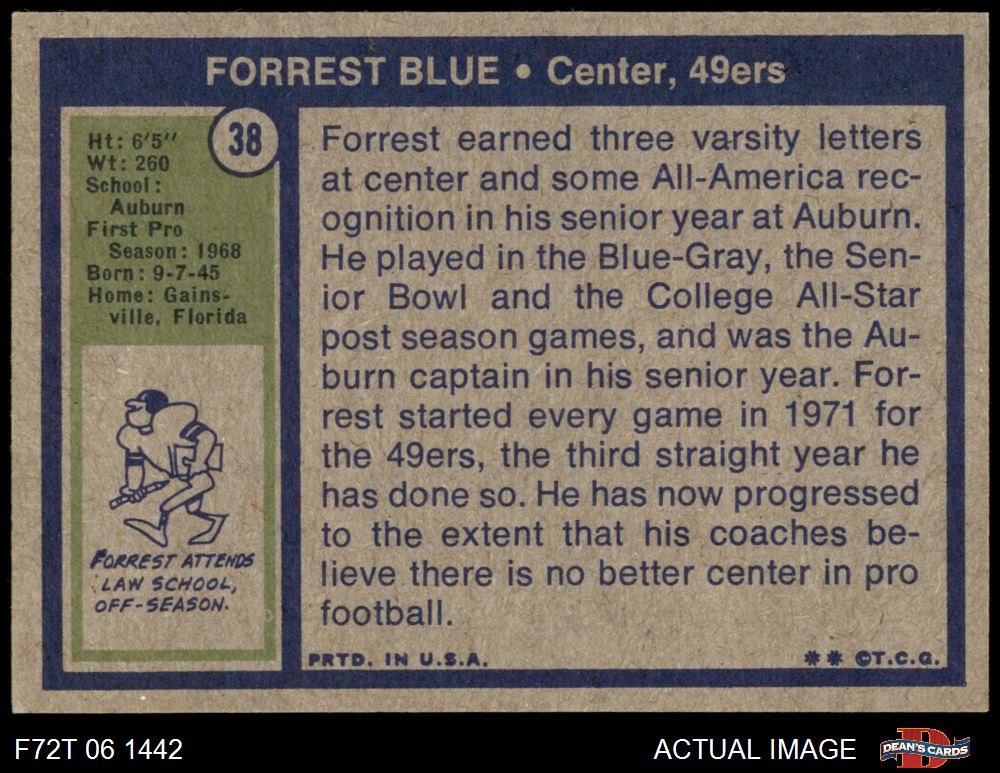 FORREST BLUE • Center, 49ers
38
Ht: 6'5''
Wt: 260
School:
Auburn
First Pro
Season: 1968
Born: 9-7-45
Home: Gains-
ville, Florida
FORREST ATTENDS
LAW SCHOOL,
OFF-SEASON.
Forrest earned three varsity letters
at center and some All-America rec-
ognition in his senior year at Auburn.
He played in the Blue-Gray, the Sen-
ior Bowl and the College All-Star
post season games, and was the Au-
burn captain in his senior year. For-
rest started every game in 1971 for
the 49ers, the third straight year he
has done so. He has now progressed
to the extent that his coaches be-
lieve there is no better center in pro
football.
PRTD. IN U.S.A.
** ©T.C.G.
F72T 06 1442
ACTUAL IMAGE
D
DEAN'S CARDS